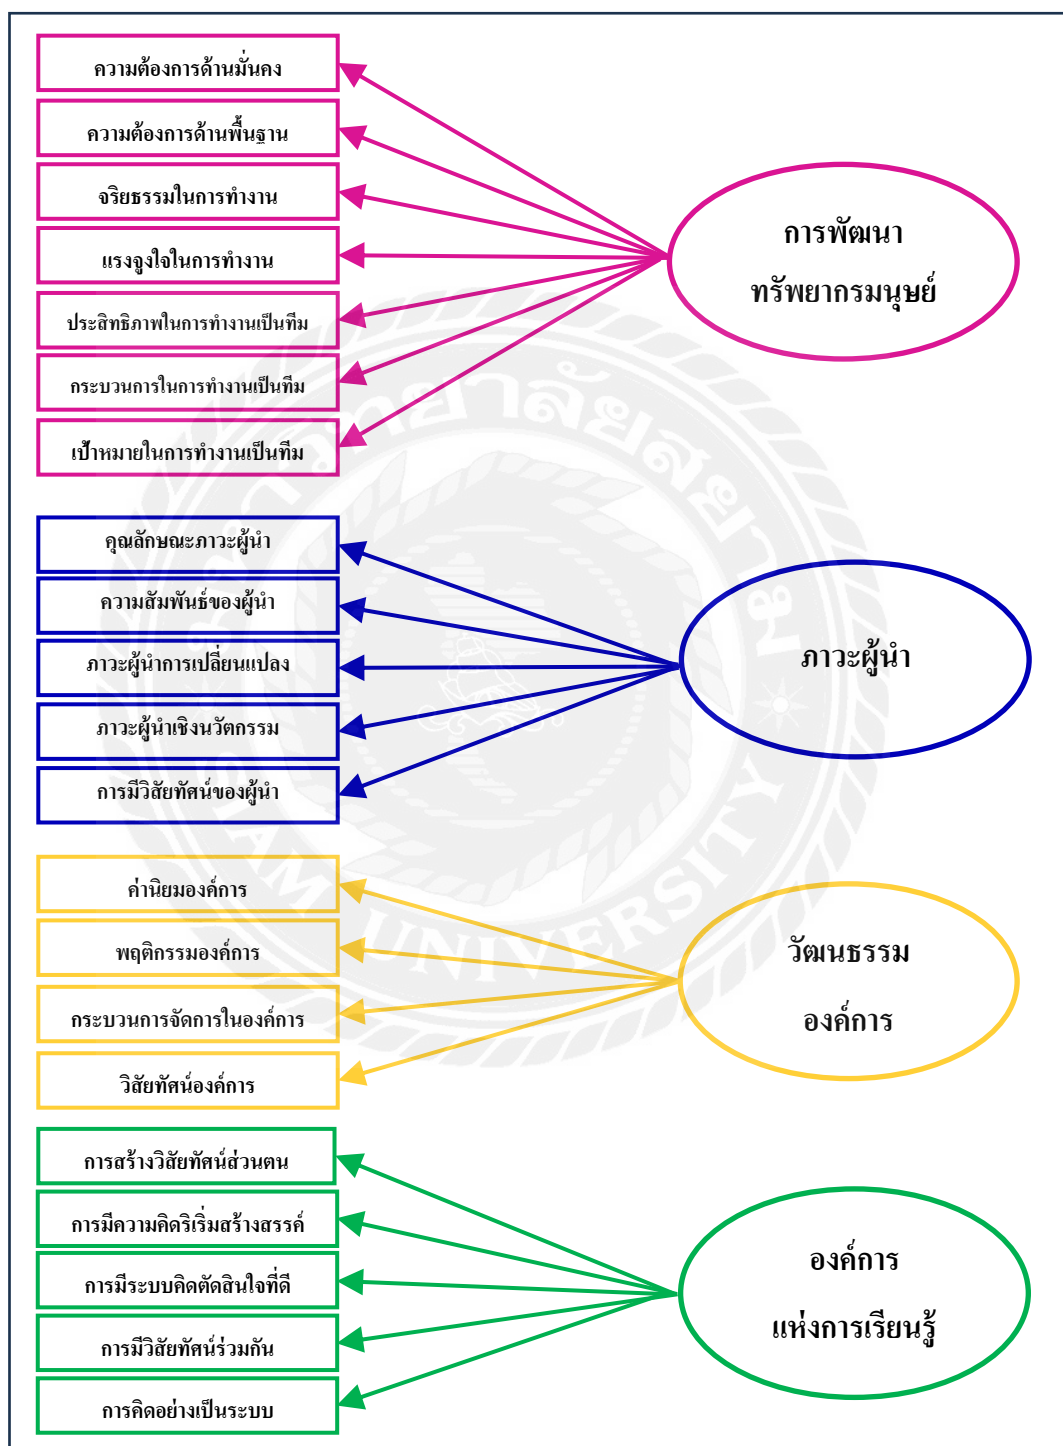 ความต้องการด้านมั่นคง
ความต้องการด้านพื้นฐาน
จริยธรรมในการทำงาน
แรงจูงใจในการทำงาน
ประสิทธิภาพในการทำงานเป็นทีม
กระบวนการในการทำงานเป็นทีม
เป้าหมายในการทำงานเป็นทีม
การพัฒนา
ทรัพยากรมนุษย์
คุณลักษณะภาวะผู้นำ
ความสัมพันธ์ของผู้นำ
ภาวะผู้นำการเปลี่ยนแปลง
ภาวะผู้นำเชิงนวัตกรรม
การมีวิสัยทัศน์ของผู้นำ
ภาวะผู้นำ
ค่านิยมองค์การ
พฤติกรรมองค์การ
กระบวนการจัดการในองค์การ
วิสัยทัศน์องค์การ
วัฒนธรรม
องค์การ
การสร้างวิสัยทัศน์ส่วนตน
การมีความคิดริเริ่มสร้างสรรค์
การมีระบบคิดตัดสินใจที่ดี
การมีวิสัยทัศน์ร่วมกัน
การคิดอย่างเป็นระบบ
องค์การ
แห่งการเรียนรู้
มหาวิทยาลัยสยาม
SIAM UNIVERSITY